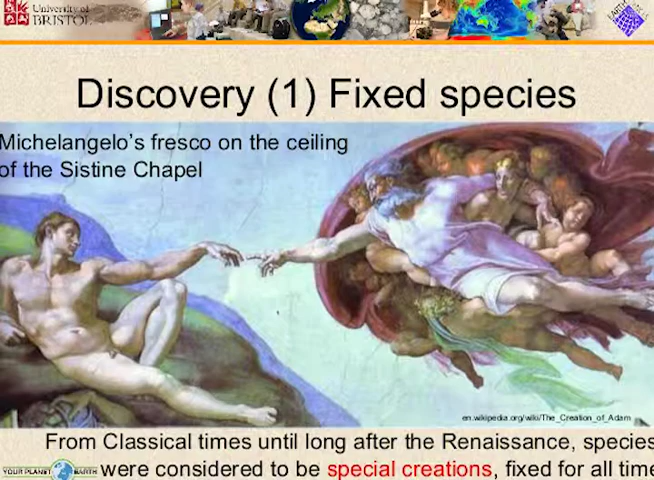 University of
BRISTOL
Discovery (1) Fixed species
Michelangelo's fresco on the ceiling
of the Sistine Chapel
en.wikipedia.org/wiki/The_Creation_of_Adam
From Classical times until long after the Renaissance, species
YOUR PLANET EARTH
were considered to be special creations, fixed for all time